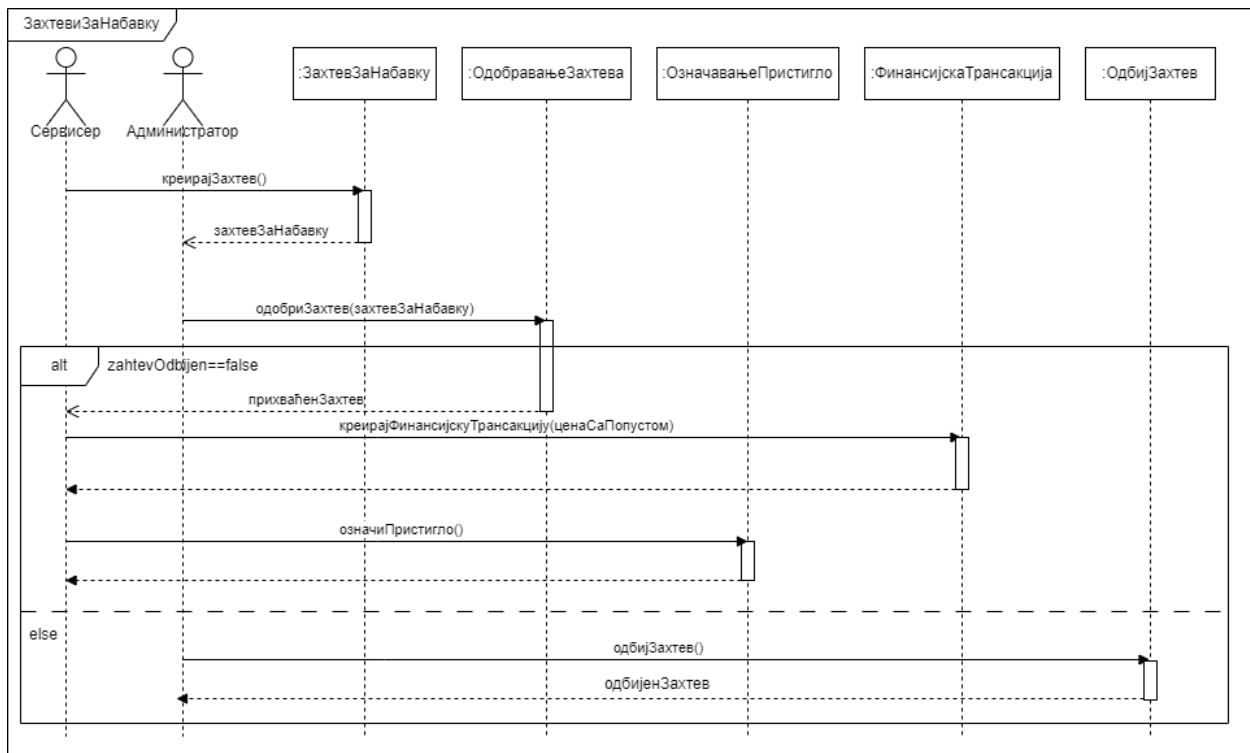 ЗахтевиЗаНабавку
:ЗахтевЗаНабавку
:ОдобравањеЗахтева
:ОзначавањеПристигло
:ФинансијскаТрансакција
:ОдбијЗахтев
Сервисер
Администратор
креирајЗахтев()
захтевЗаНабавку
одобриЗахтев(захтевЗаНабавку)
alt
zahtevOdbijen==false
прихваћенЗахтев
креирајФинансијскуТрансакцију(ценаСаПопустом)
означиПристигло()
else
одбијЗахтев()
одбијенЗахтев